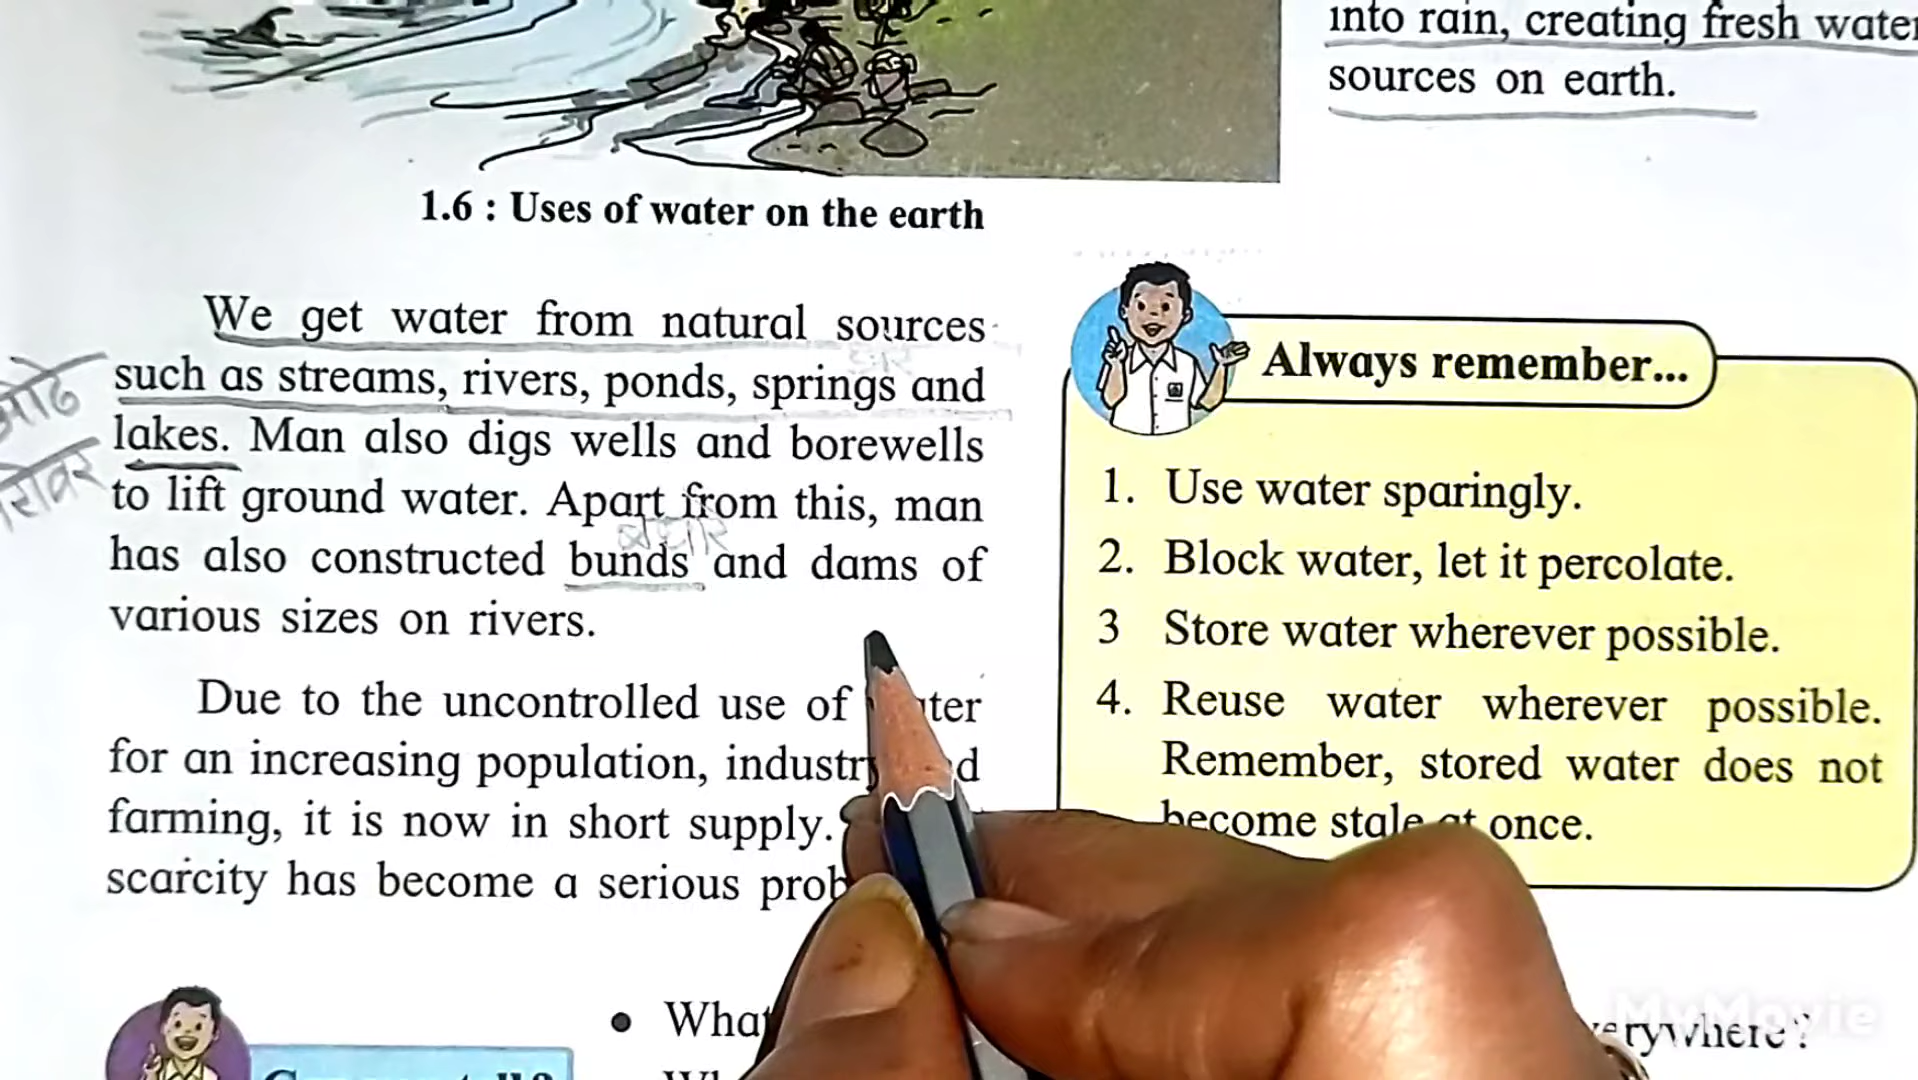 into rain, creating fresh water
sources on earth.
1.6 : Uses of water on the earth
We get water from natural sources
such as streams, rivers, ponds, springs and
lakes. Man also digs wells and borewells
to lift ground water. Apart from this, man
has also constructed bunds and dams of
various sizes on rivers.
Due to the uncontrolled use of
for an increasing population,
farming, it is now in short supply.
scarcity has become a serious
ओढे
Always remember...
1. Use water sparingly.
2. Block water, let it percolate.
3 Store water wherever possible.
4. Reuse water wherever possible.
Remember, stored water does not
become stale at once.
MyMovie